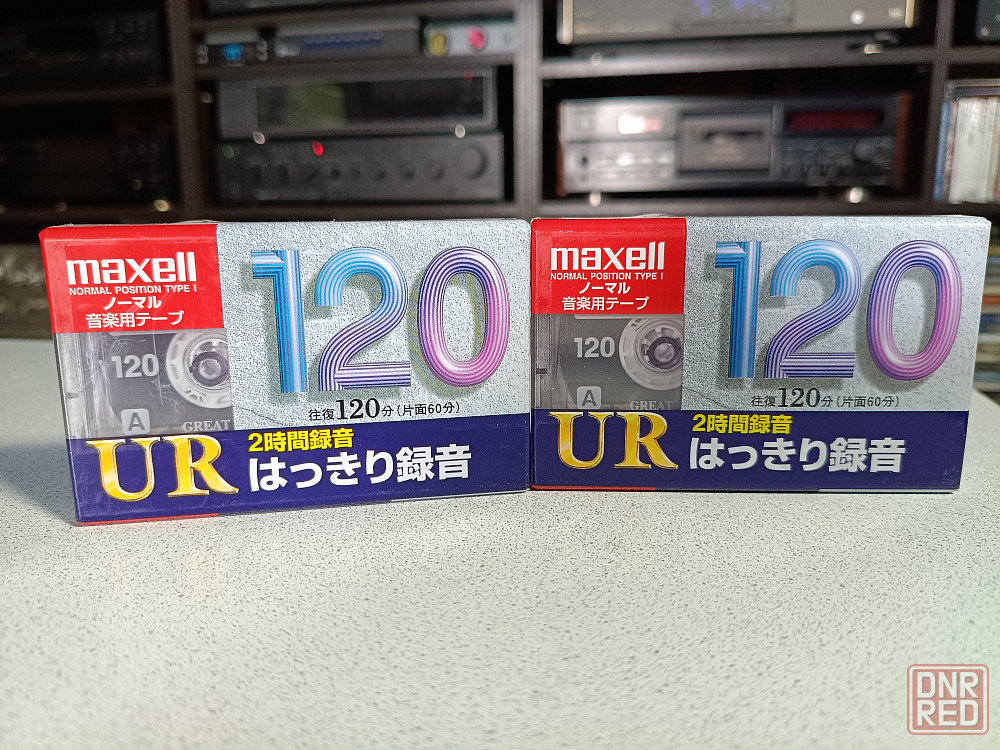 maxell
NORMAL POSITION TYPE I
ノーマル
音楽用テープ
120
120
A
GREAT
往復120分(片面60分)
UR
2時間録音
はっきり録音
maxell
NORMAL POSITION TYPE I
ノーマル
音楽用テープ
120
120
A
GREAT
往復120分(片面60分)
UR
2時間録音
はっきり録音
DNR
RED